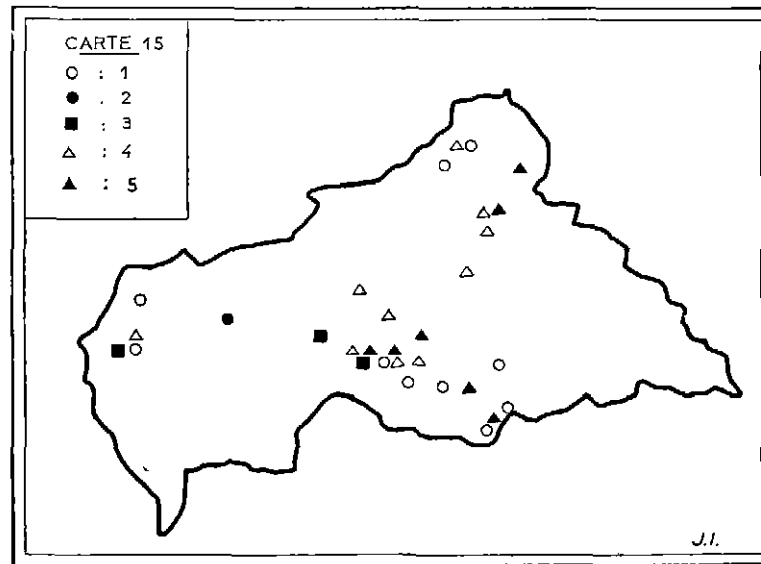 CARTE 15
○ : 1
● . 2
■ : 3
△ : 4
▲ : 5
J.I.